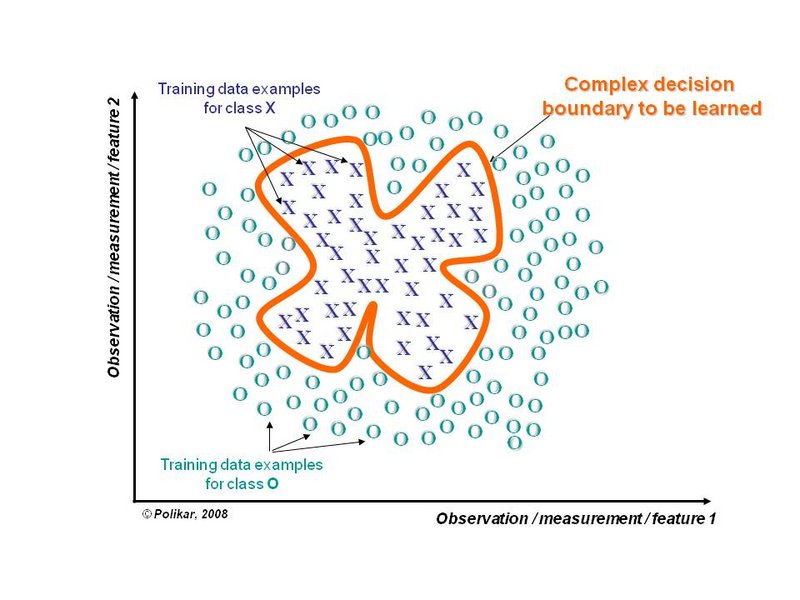 Training data examples
for class X
Complex decision
boundary to be learned
Observation / measurement / feature 2
Training data examples
for class O
© Polikar, 2008
Observation / measurement / feature 1